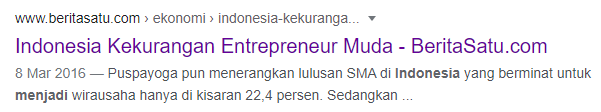 www.beritasatu.com › ekonomi › indonesia-kekuranga...
Indonesia Kekurangan Entrepreneur Muda - BeritaSatu.com
8 Mar 2016 — Puspayoga pun menerangkan lulusan SMA di Indonesia yang berminat untuk
menjadi wirausaha hanya di kisaran 22,4 persen. Sedangkan ...